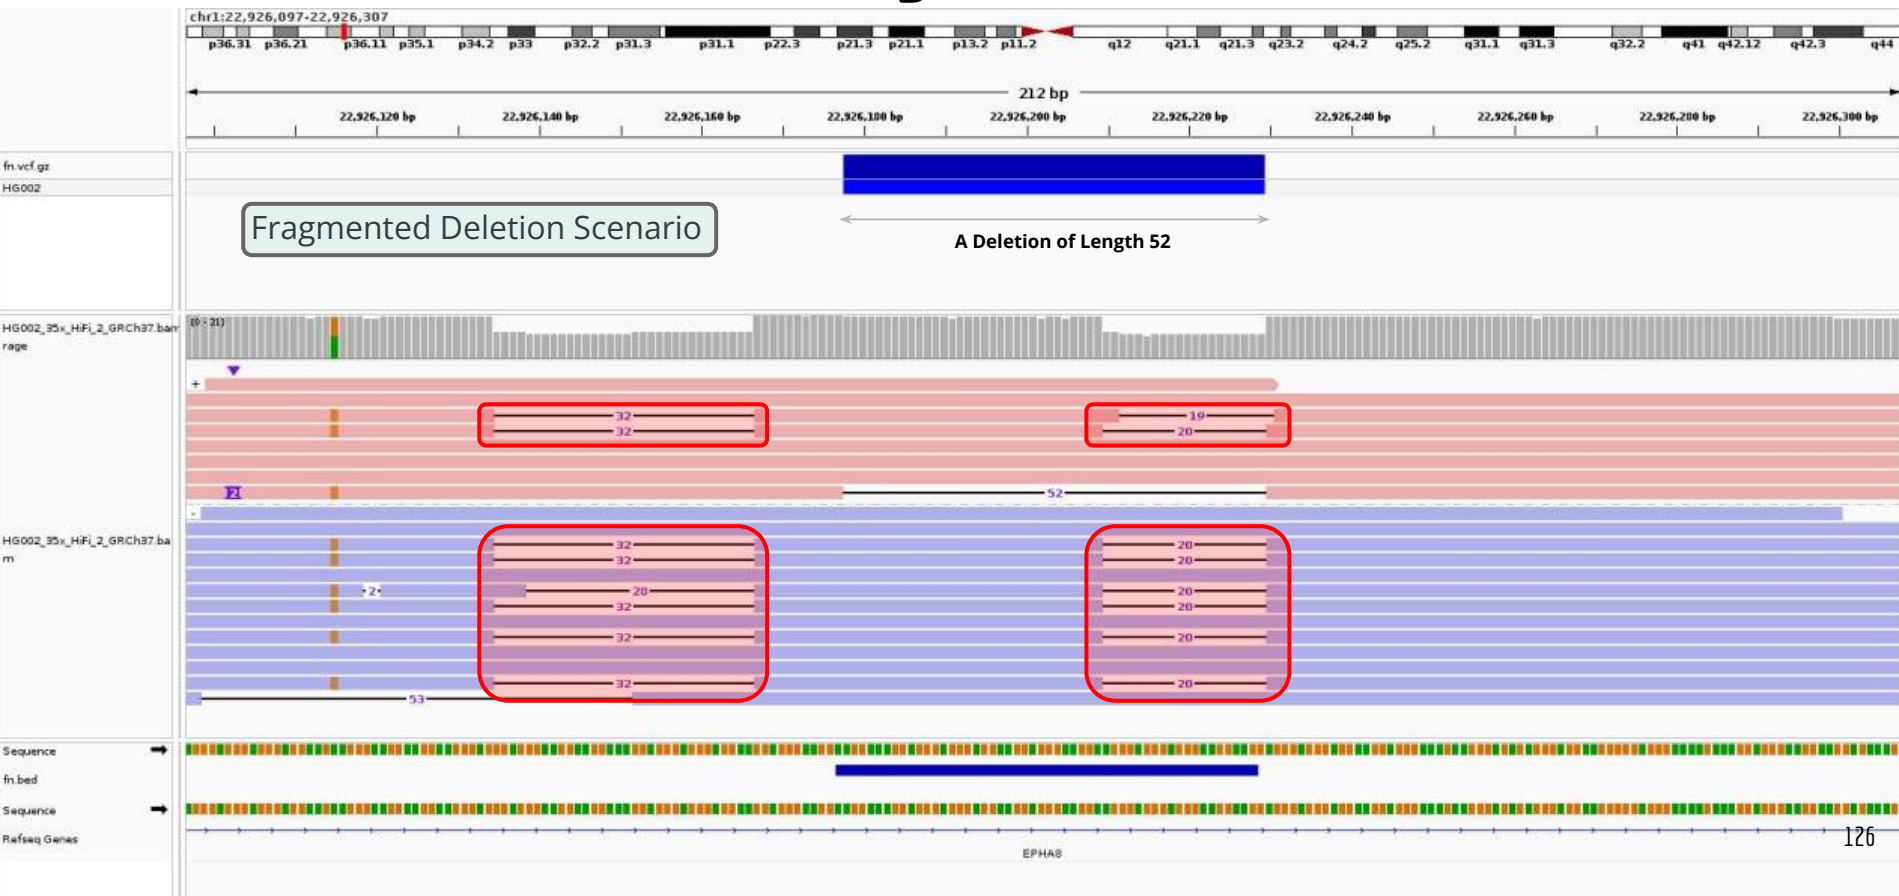 chr1:22,926,097-22,926,307
p36.31 p36.21 p36.11 p35.1 p34.2 p33 p32.2 p31.3 p31.1 p22.3 p21.3 p21.1 p13.2 p11.2 q12 q21.1 q21.3 q23.2 q24.2 q25.2 q31.1 q31.3 q32.2 q41 q42.12 q42.3 q44
212 bp
22,926,120 bp 22,926,140 bp 22,926,160 bp 22,926,180 bp 22,926,200 bp 22,926,220 bp 22,926,240 bp 22,926,260 bp 22,926,280 bp 22,926,300 bp
fn.vcf.gz
HG002
Fragmented Deletion Scenario
A Deletion of Length 52
HG002_35x_HiFi_2_GRCh37.bam
rage
[0 - 21]
+
32 19
32 20
2 52
-
HG002_35x_HiFi_2_GRCh37.ba
m
32 20
32 20
2 28 20
32 20
32 20
32 20
53
Sequence
fn.bed
Sequence
Refseq Genes
EPHA8
126